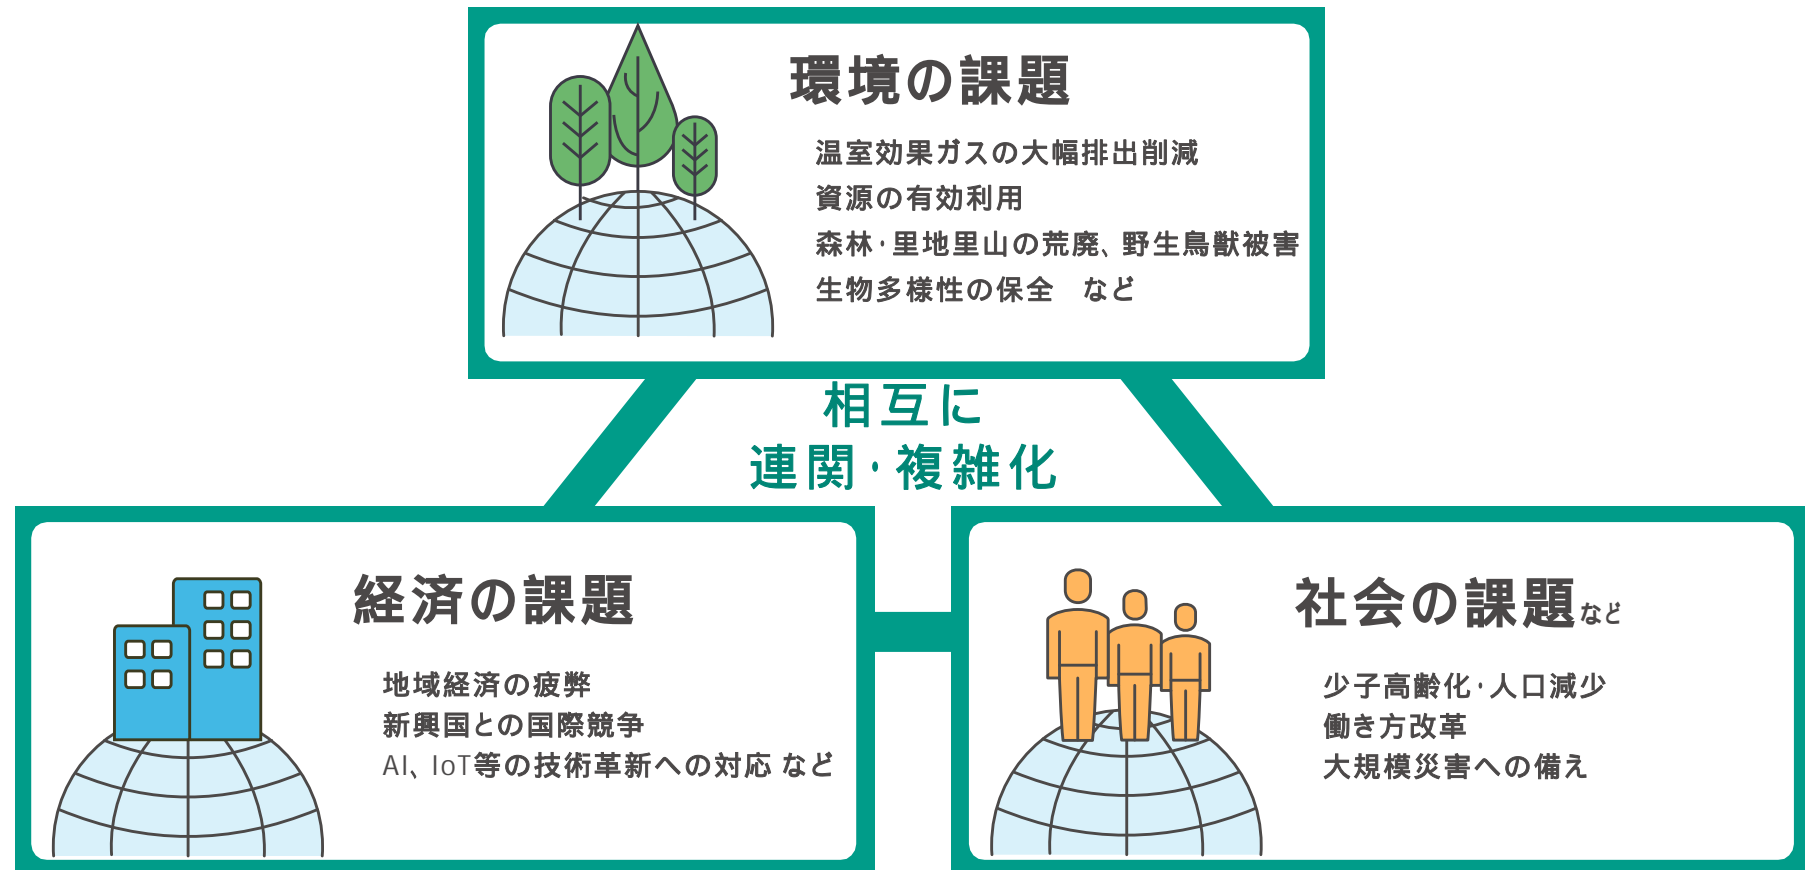 環境の課題
温室効果ガスの大幅排出削減
資源の有効利用
森林・里地里山の荒廃、野生鳥獣被害
生物多様性の保全　など
相互に
連関・複雑化
経済の課題
地域経済の疲弊
新興国との国際競争
AI、IoT等の技術革新への対応 など
社会の課題など
少子高齢化・人口減少
働き方改革
大規模災害への備え